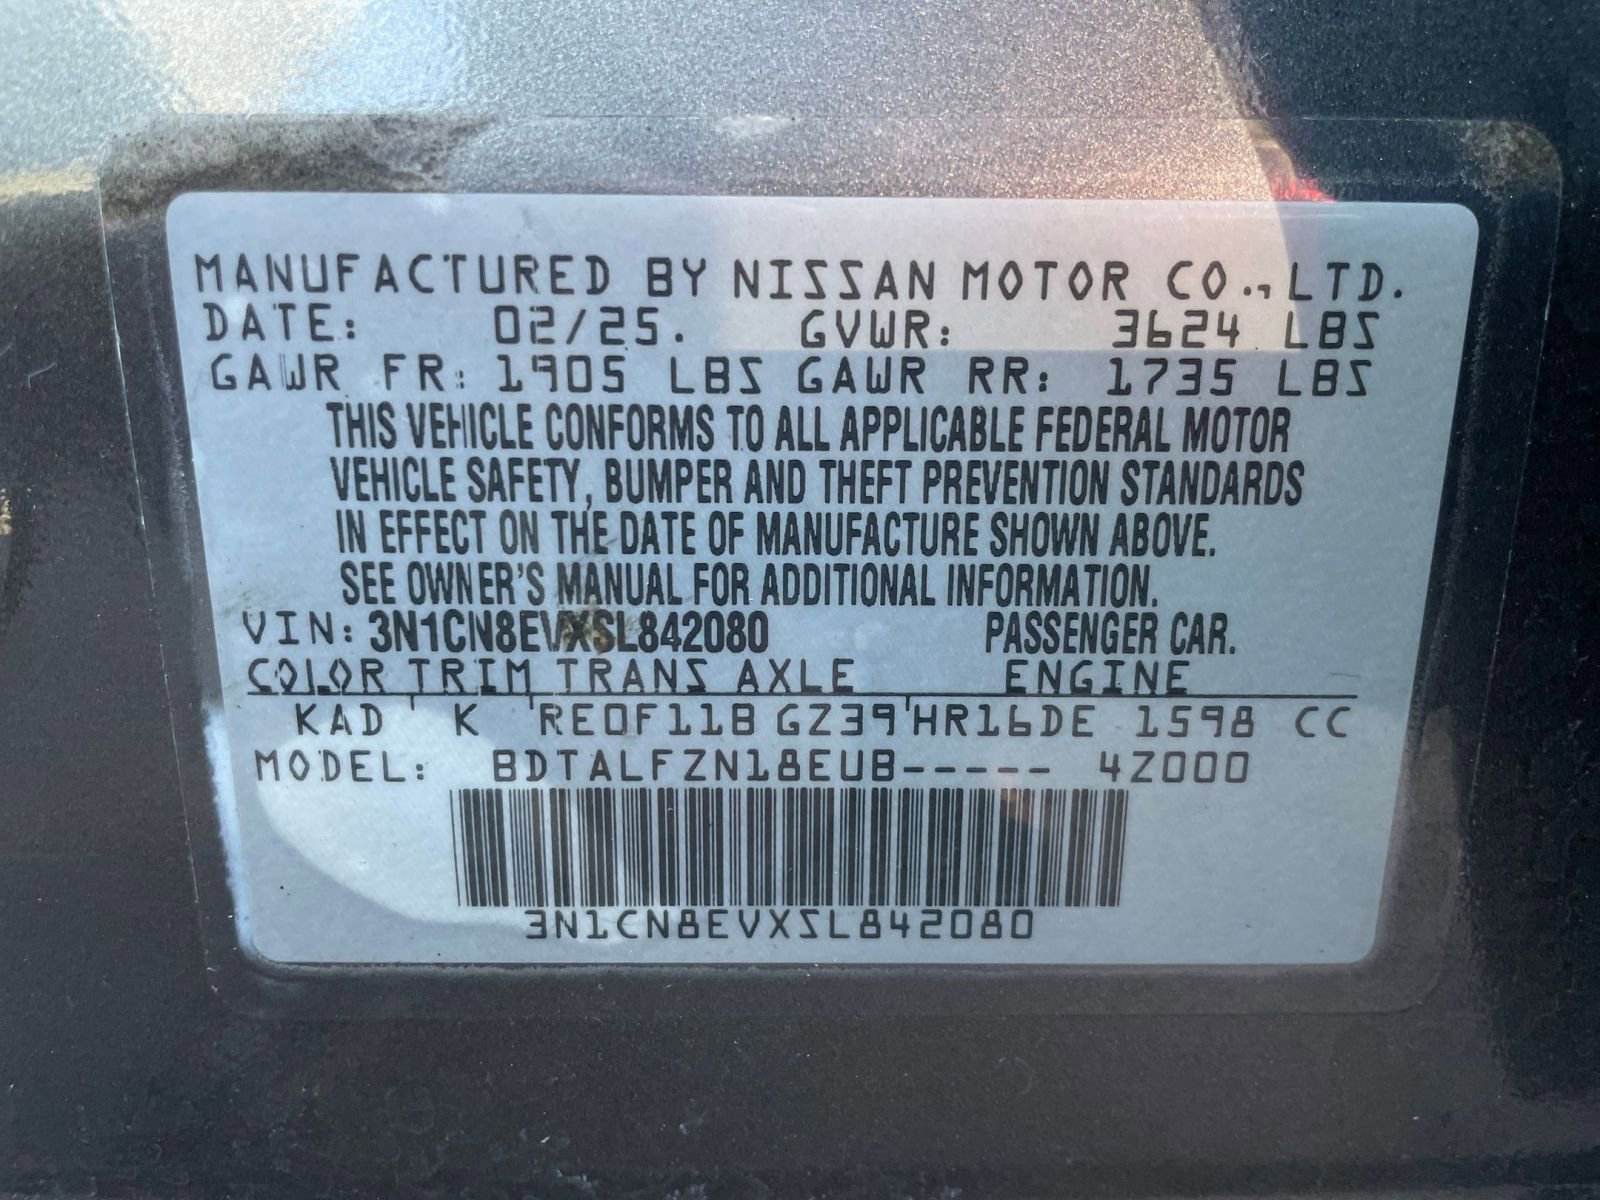 MANUFACTURED BY NISSAN MOTOR CO., LTD.
DATE: 02/25. GVWR: 3624 LBS
GAWR FR: 1905 LBS GAWR RR: 1735 LBS
THIS VEHICLE CONFORMS TO ALL APPLICABLE FEDERAL MOTOR
VEHICLE SAFETY, BUMPER AND THEFT PREVENTION STANDARDS
IN EFFECT ON THE DATE OF MANUFACTURE SHOWN ABOVE.
SEE OWNER'S MANUAL FOR ADDITIONAL INFORMATION.
VIN: 3N1CN8EVXSL842080 PASSENGER CAR.
COLOR TRIM TRANS AXLE ENGINE
KAD ' K ' RE0F11B GZ39 ' HR16DE 1598 CC
MODEL: BDTALFZN18EUB----- 4Z000
3N1CN8EVXSL842080